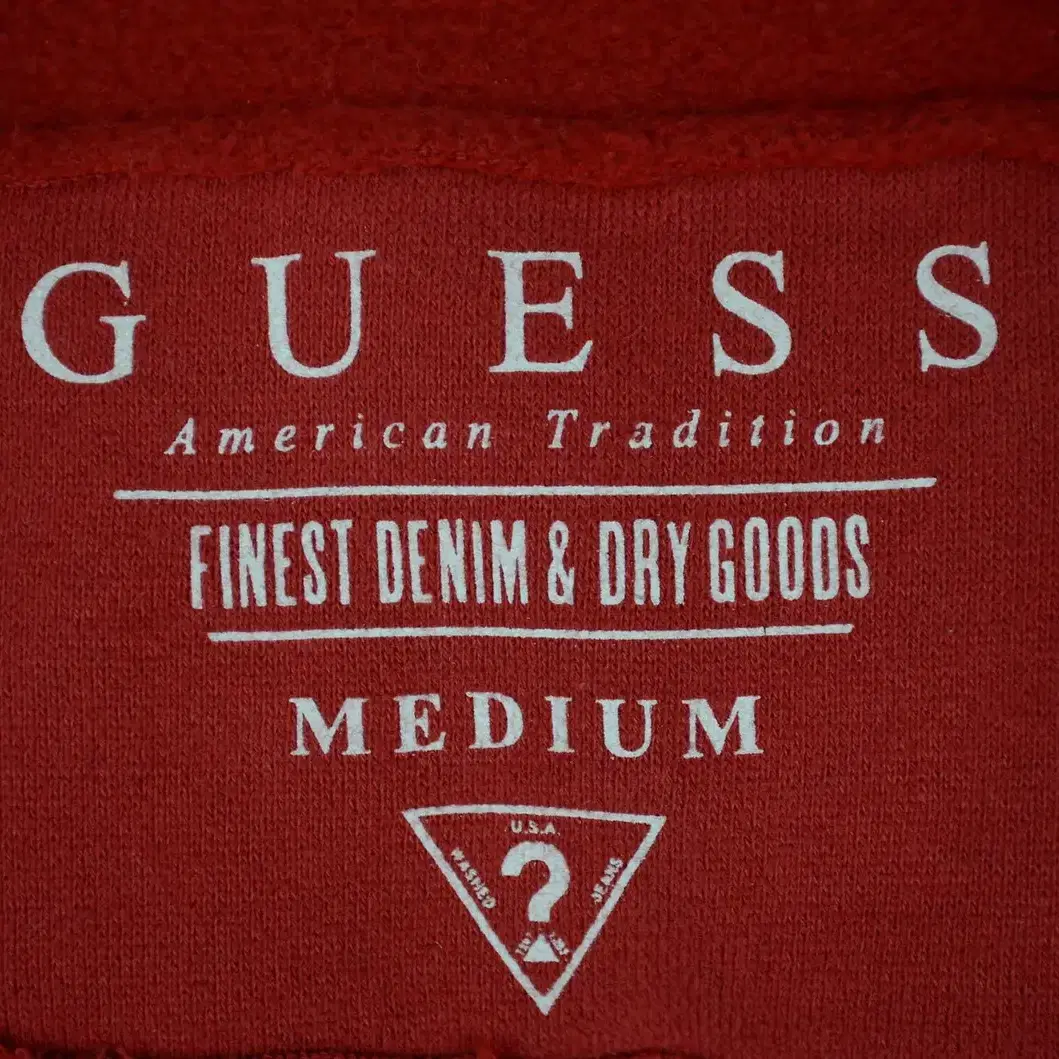 GUESS
American Tradition
FINEST DENIM & DRY GOODS
MEDIUM
U.S.A.
WASHED
?
JEANS